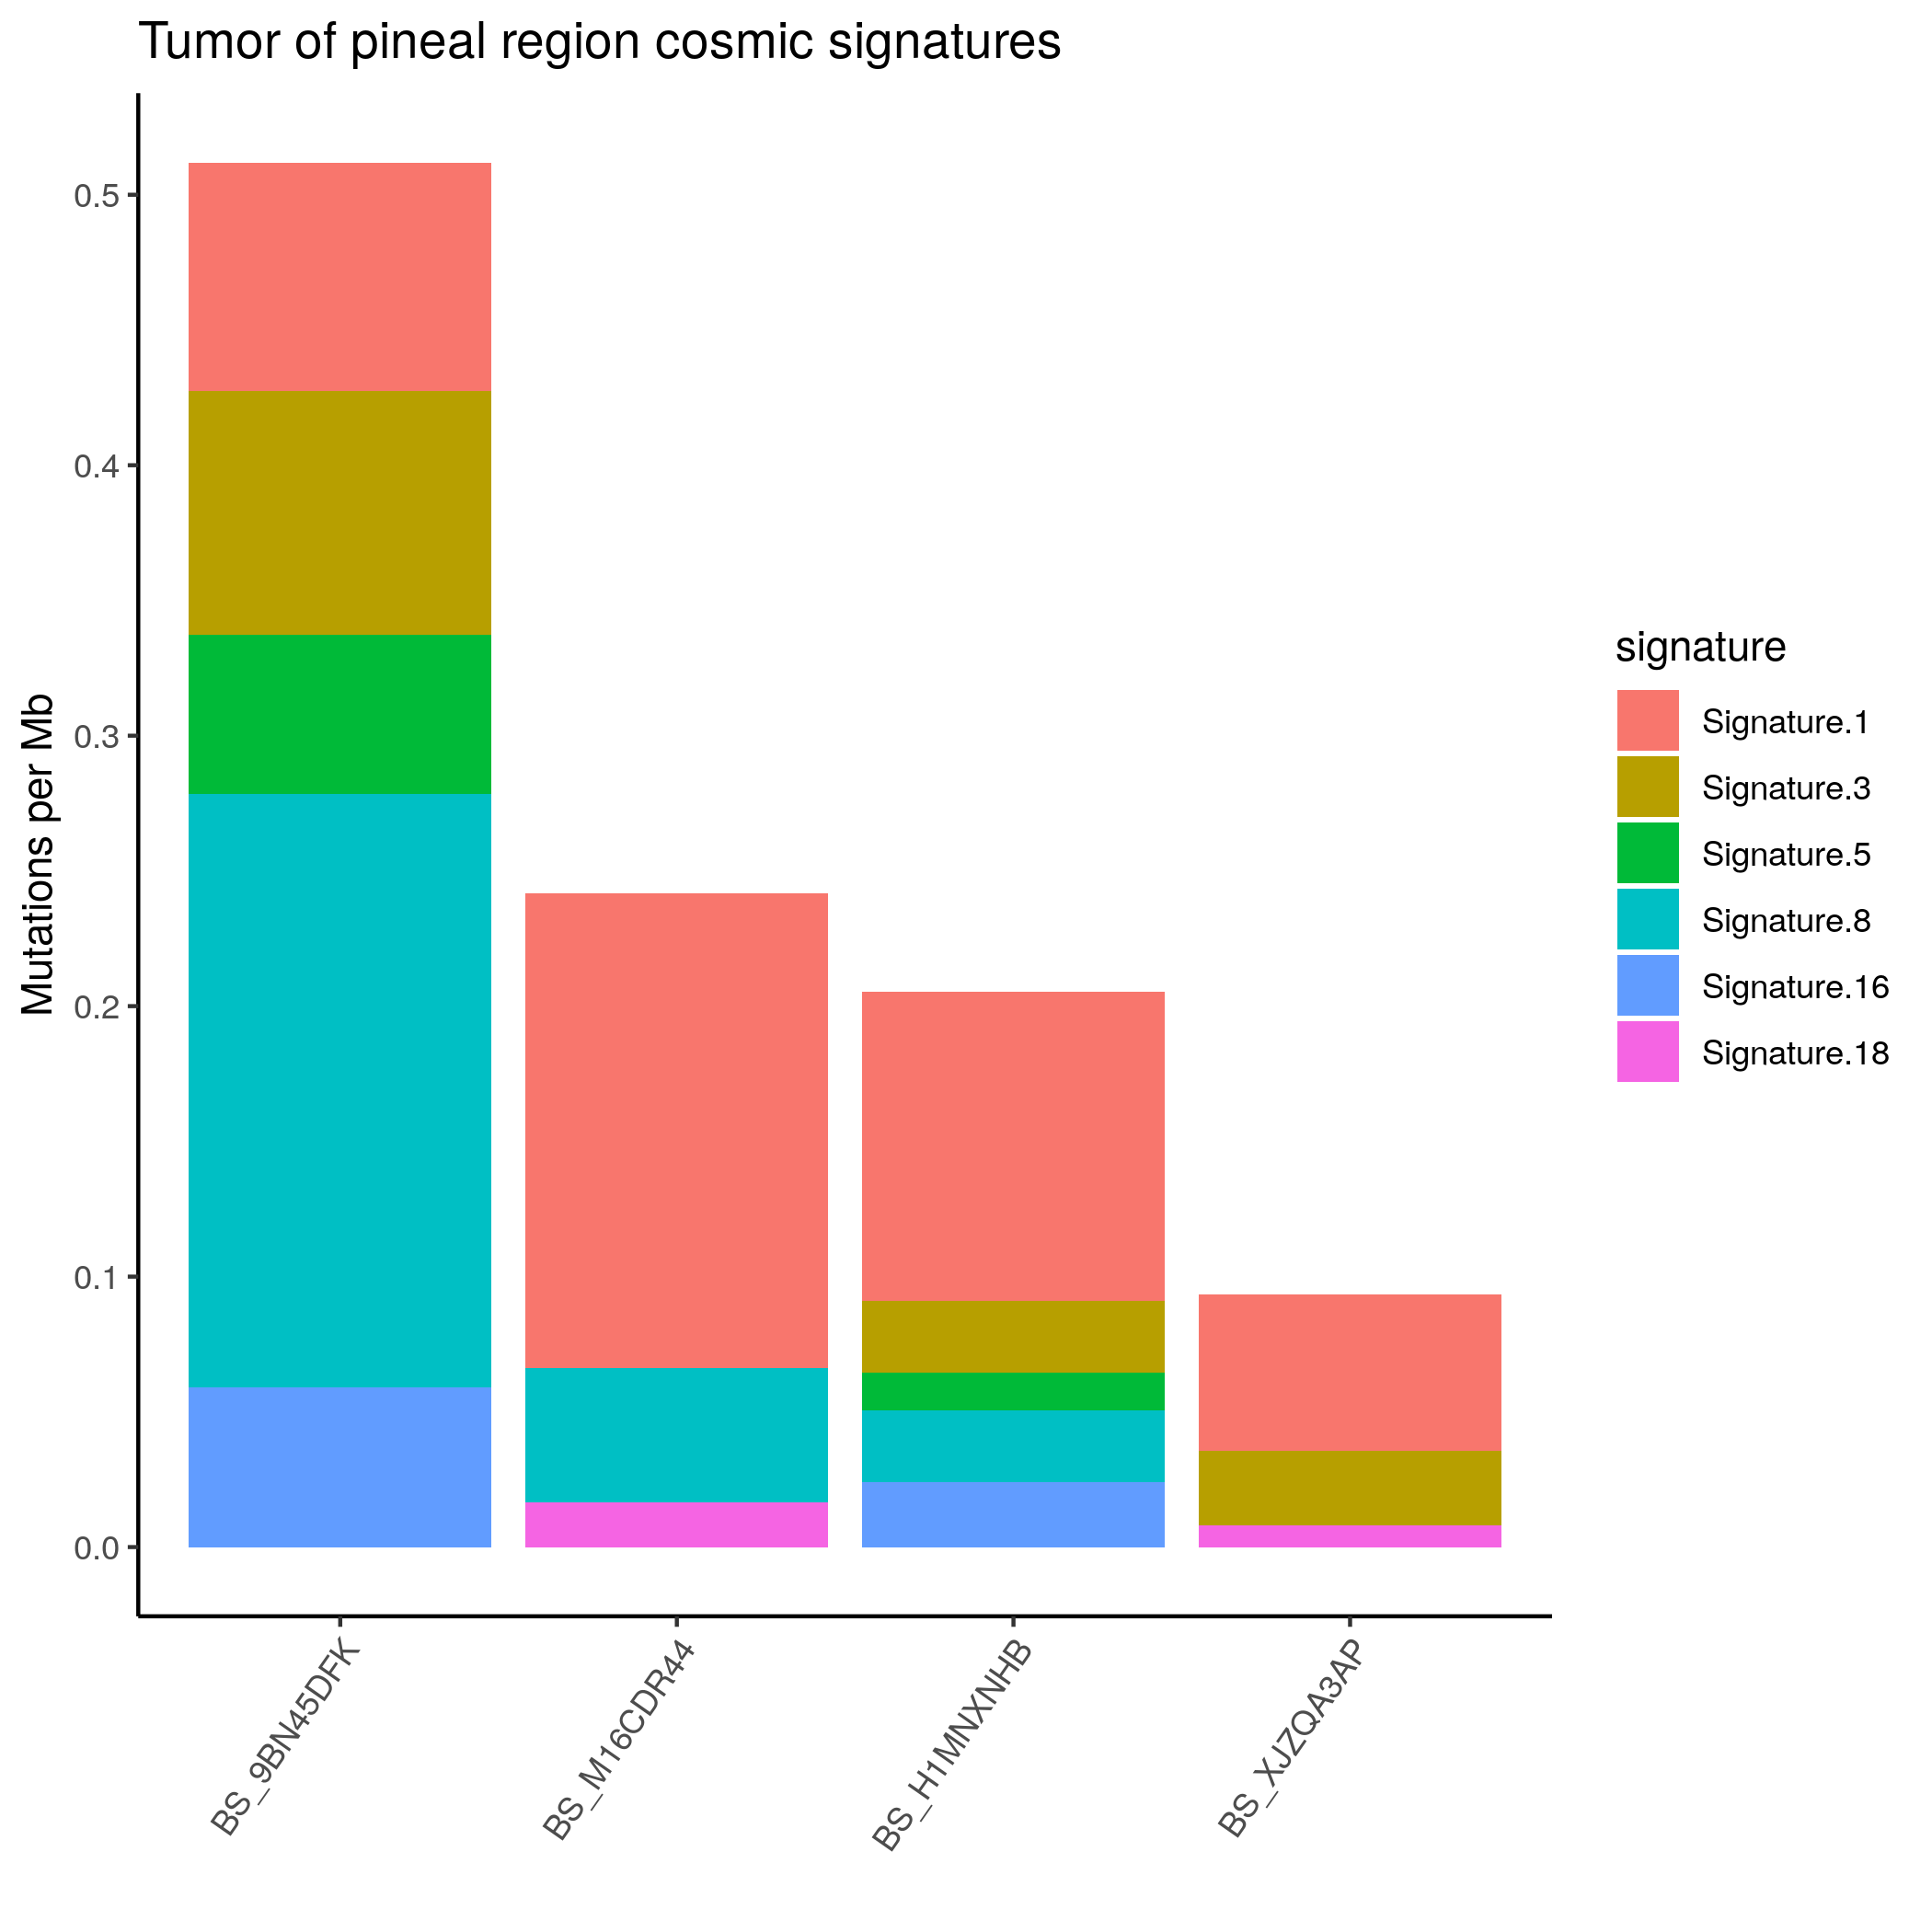 Tumor of pineal region cosmic signatures
Mutations per Mb
0.5
0.4
0.3
0.2
0.1
0.0
BS_9BN45DFK
BS_M16CDR44
BS_H1MNXNHB
BS_XJZQA3AP
signature
Signature.1
Signature.3
Signature.5
Signature.8
Signature.16
Signature.18